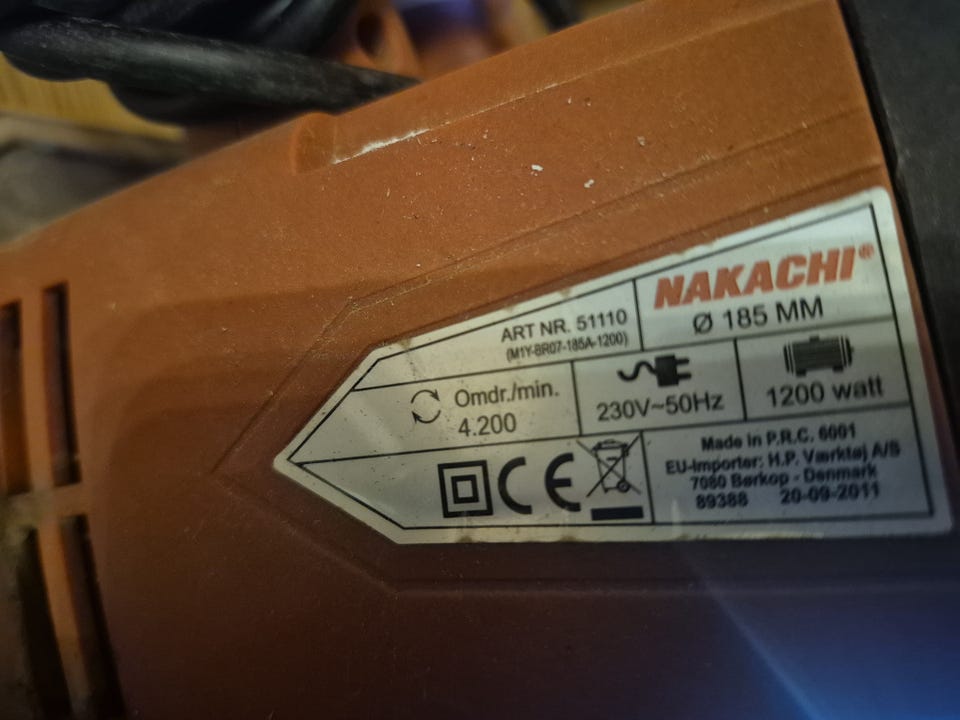 NAKACHI®
Ø 185 MM
ART NR. 51110
(M1Y-BR07-185A-1200)
Omdr./min.
4.200
230V~50Hz
1200 watt
CE
Made in P.R.C. 6001
EU-Importer: H.P. Værktøj A/S
7080 Børkop - Denmark
89388 20-09-2011